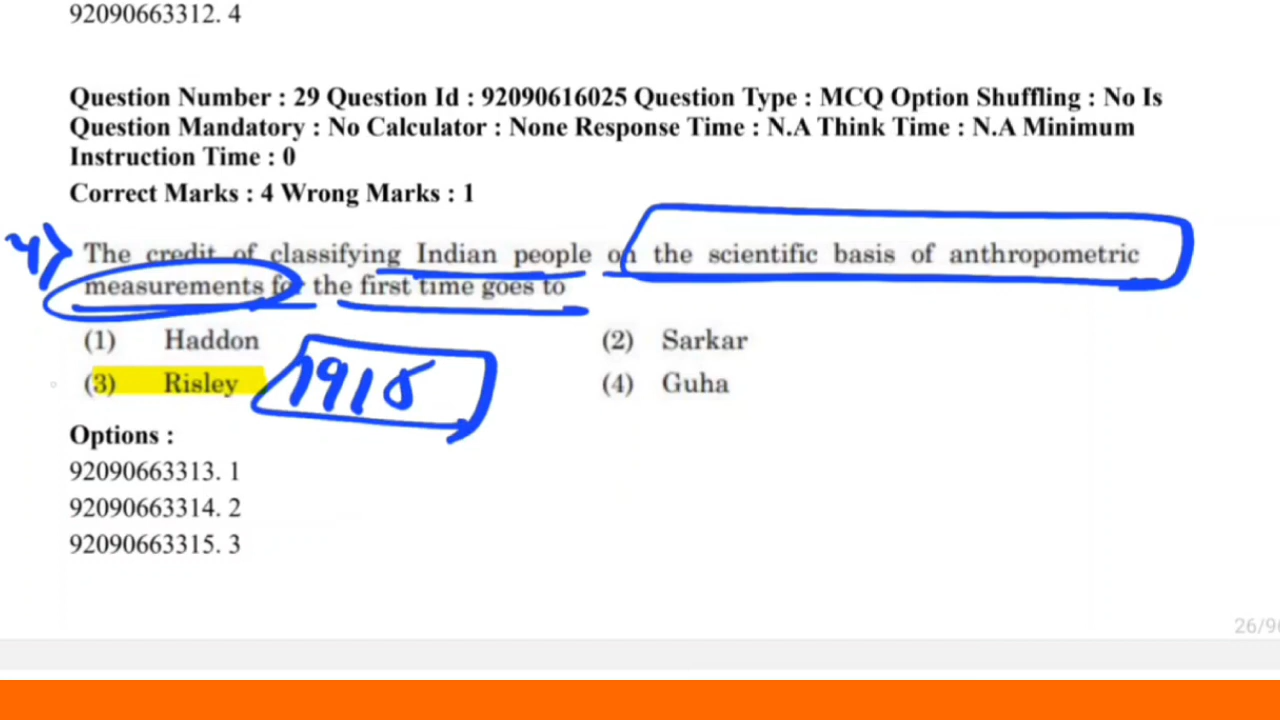 92090663312. 4
Question Number : 29 Question Id : 92090616025 Question Type : MCQ Option Shuffling : No Is
Question Mandatory : No Calculator : None Response Time : N.A Think Time : N.A Minimum
Instruction Time : 0
Correct Marks : 4 Wrong Marks : 1
4) The credit of classifying Indian people on the scientific basis of anthropometric
measurements for the first time goes to
(1) Haddon (2) Sarkar
(3) Risley 1915 (4) Guha
Options :
92090663313. 1
92090663314. 2
92090663315. 3